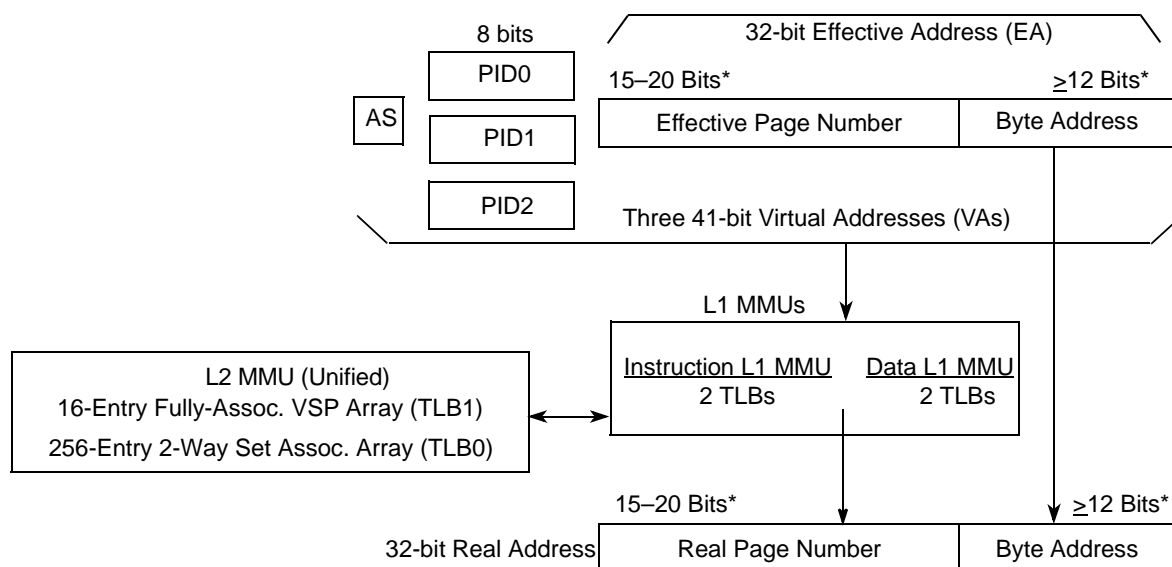 8 bits
32-bit Effective Address (EA)
PID0
15–20 Bits*
≥12 Bits*
AS
PID1
Effective Page Number
Byte Address
PID2
Three 41-bit Virtual Addresses (VAs)
L1 MMUs
Instruction L1 MMU
Data L1 MMU
2 TLBs
2 TLBs
L2 MMU (Unified)
16-Entry Fully-Assoc. VSP Array (TLB1)
256-Entry 2-Way Set Assoc. Array (TLB0)
15–20 Bits*
≥12 Bits*
32-bit Real Address
Real Page Number
Byte Address